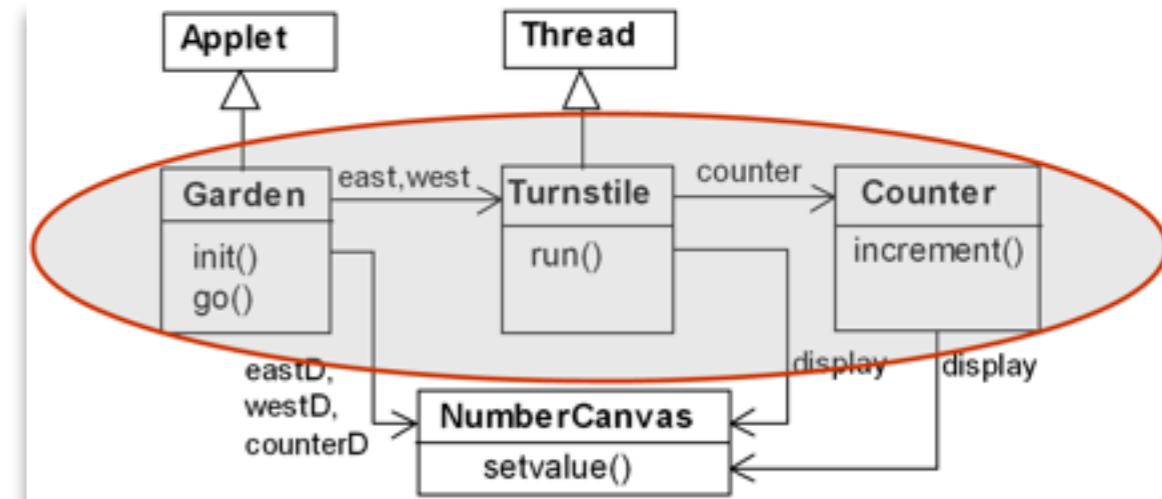 Applet
Thread
Garden
init()
go()
east,west
Turnstile
run()
counter
Counter
increment()
eastD,
westD,
counterD
display
display
NumberCanvas
setvalue()